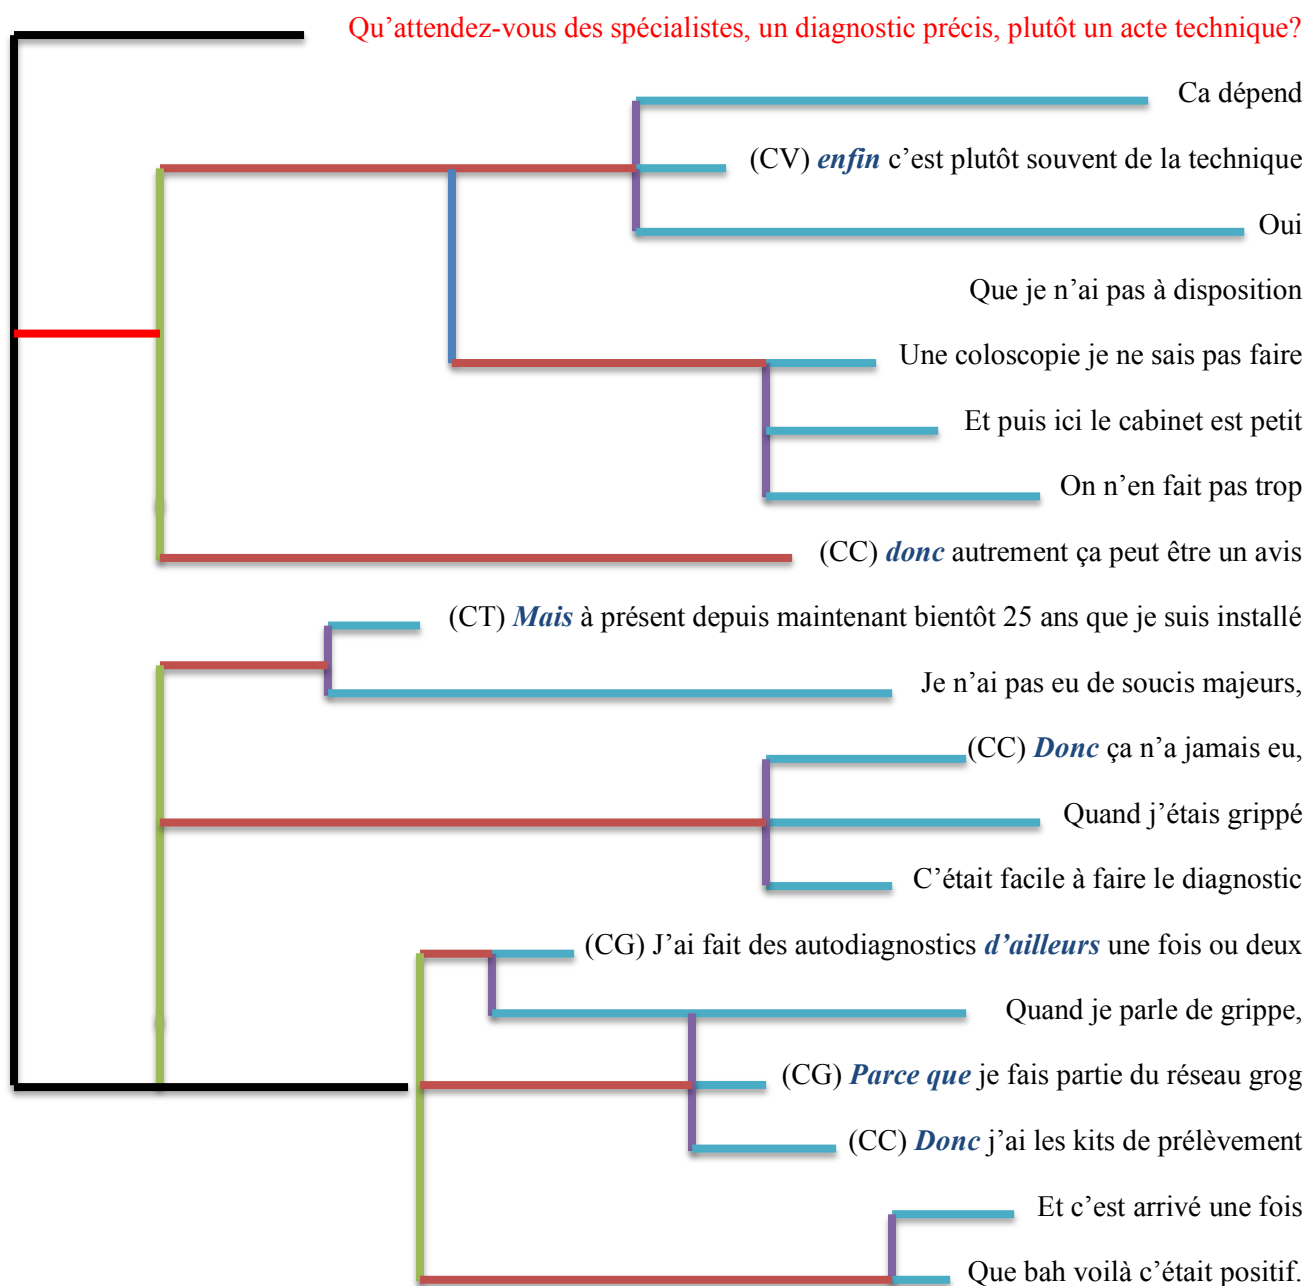 Qu’attendez-vous des spécialistes, un diagnostic précis, plutôt un acte technique?
Ca dépend
(CV) enfin c’est plutôt souvent de la technique
Oui
Que je n’ai pas à disposition
Une coloscopie je ne sais pas faire
Et puis ici le cabinet est petit
On n’en fait pas trop
(CC) donc autrement ça peut être un avis
(CT) Mais à présent depuis maintenant bientôt 25 ans que je suis installé
Je n’ai pas eu de soucis majeurs,
(CC) Donc ça n’a jamais eu,
Quand j’étais grippé
C’était facile à faire le diagnostic
(CG) J’ai fait des autodiagnostics d’ailleurs une fois ou deux
Quand je parle de grippe,
(CG) Parce que je fais partie du réseau grog
(CC) Donc j’ai les kits de prélèvement
Et c’est arrivé une fois
Que bah voilà c’était positif.